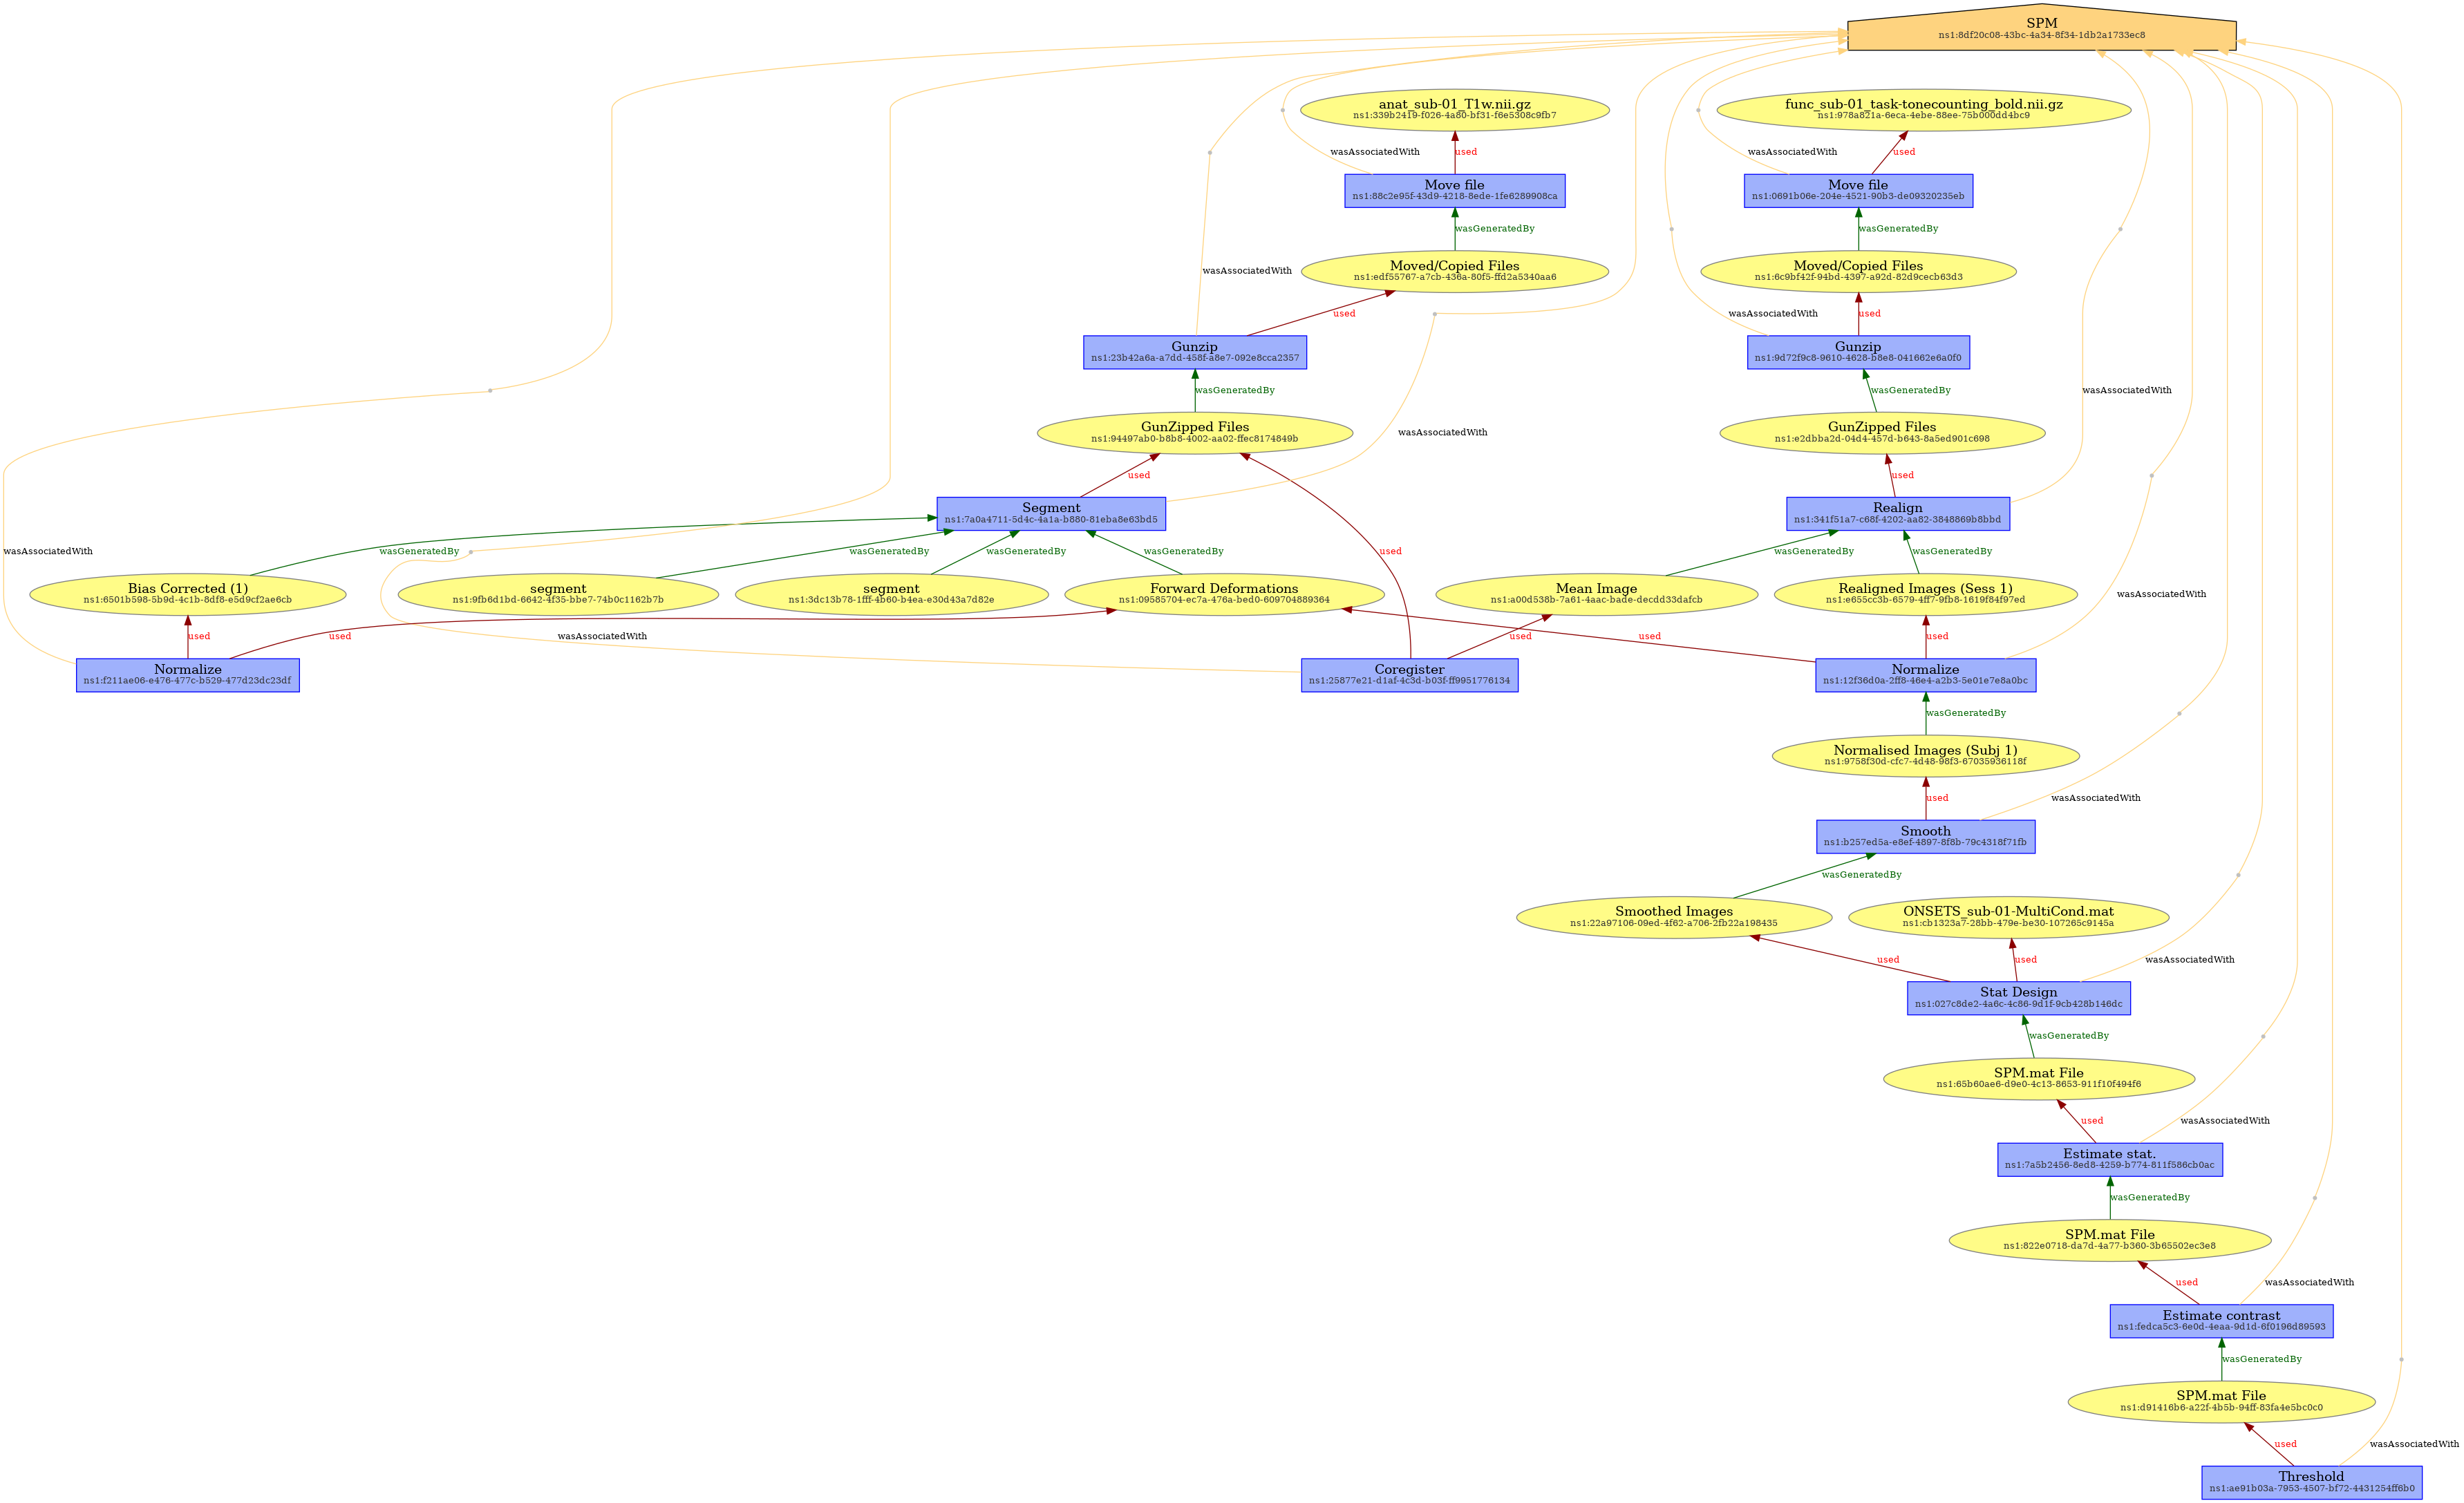 SPM
ns1:8df20c08-43bc-4a34-8f34-1db2a1733ec8
anat_sub-01_T1w.nii.gz
ns1:339b2419-f026-4a80-bf31-f6e5308c9fb7
func_sub-01_task-tonecounting_bold.nii.gz
ns1:978a821a-6eca-4ebe-88ee-75b000dd4bc9
wasAssociatedWith
used
wasAssociatedWith
used
Move file
ns1:88c2e95f-43d9-4218-8ede-1fe6289908ca
Move file
ns1:0691b06e-204e-4521-90b3-de09320235eb
wasGeneratedBy
wasGeneratedBy
wasAssociatedWith
Moved/Copied Files
ns1:edf55767-a7cb-436a-80f5-ffd2a5340aa6
Moved/Copied Files
ns1:6c9bf42f-94bd-4397-a92d-82d9cecb63d3
used
wasAssociatedWith
used
Gunzip
ns1:23b42a6a-a7dd-458f-a8e7-092e8cca2357
Gunzip
ns1:9d72f9c8-9610-4628-b8e8-041662e6a0f0
wasGeneratedBy
wasGeneratedBy
wasAssociatedWith
GunZipped Files
ns1:94497ab0-b8b8-4002-aa02-ffec8174849b
wasAssociatedWith
GunZipped Files
ns1:e2dbba2d-04d4-457d-b643-8a5ed901c698
used
used
Segment
ns1:7a0a4711-5d4c-4a1a-b880-81eba8e63bd5
Realign
ns1:341f51a7-c68f-4202-aa82-3848869b8bbd
wasAssociatedWith
wasGeneratedBy
wasGeneratedBy
wasGeneratedBy
wasGeneratedBy
used
wasGeneratedBy
wasGeneratedBy
Bias Corrected (1)
ns1:6501b598-5b9d-4c1b-8df8-e5d9cf2ae6cb
segment
ns1:9fb6d1bd-6642-4f35-bbe7-74b0c1162b7b
segment
ns1:3dc13b78-1fff-4b60-b4ea-e30d43a7d82e
Forward Deformations
ns1:09585704-ec7a-476a-bed0-609704889364
Mean Image
ns1:a00d538b-7a61-4aac-bade-decdd33dafcb
Realigned Images (Sess 1)
ns1:e655cc3b-6579-4ff7-9fb8-1619f84f97ed
wasAssociatedWith
used
used
wasAssociatedWith
used
used
used
Normalize
ns1:f211ae06-e476-477c-b529-477d23dc23df
Coregister
ns1:25877e21-d1af-4c3d-b03f-ff9951776134
Normalize
ns1:12f36d0a-2ff8-46e4-a2b3-5e01e7e8a0bc
wasGeneratedBy
Normalised Images (Subj 1)
ns1:9758f30d-cfc7-4d48-98f3-67035936118f
used
wasAssociatedWith
Smooth
ns1:b257ed5a-e8ef-4897-8f8b-79c4318f71fb
wasGeneratedBy
Smoothed Images
ns1:22a97106-09ed-4f62-a706-2fb22a198435
ONSETS_sub-01-MultiCond.mat
ns1:cb1323a7-28bb-479e-be30-107265c9145a
used
used
wasAssociatedWith
Stat Design
ns1:027c8de2-4a6c-4c86-9d1f-9cb428b146dc
wasGeneratedBy
SPM.mat File
ns1:65b60ae6-d9e0-4c13-8653-911f10f494f6
used
wasAssociatedWith
Estimate stat.
ns1:7a5b2456-8ed8-4259-b774-811f586cb0ac
wasGeneratedBy
SPM.mat File
ns1:822e0718-da7d-4a77-b360-3b65502ec3e8
used
wasAssociatedWith
Estimate contrast
ns1:fedca5c3-6e0d-4eaa-9d1d-6f0196d89593
wasGeneratedBy
SPM.mat File
ns1:d91416b6-a22f-4b5b-94ff-83fa4e5bc0c0
used
wasAssociatedWith
Threshold
ns1:ae91b03a-7953-4507-bf72-4431254ff6b0